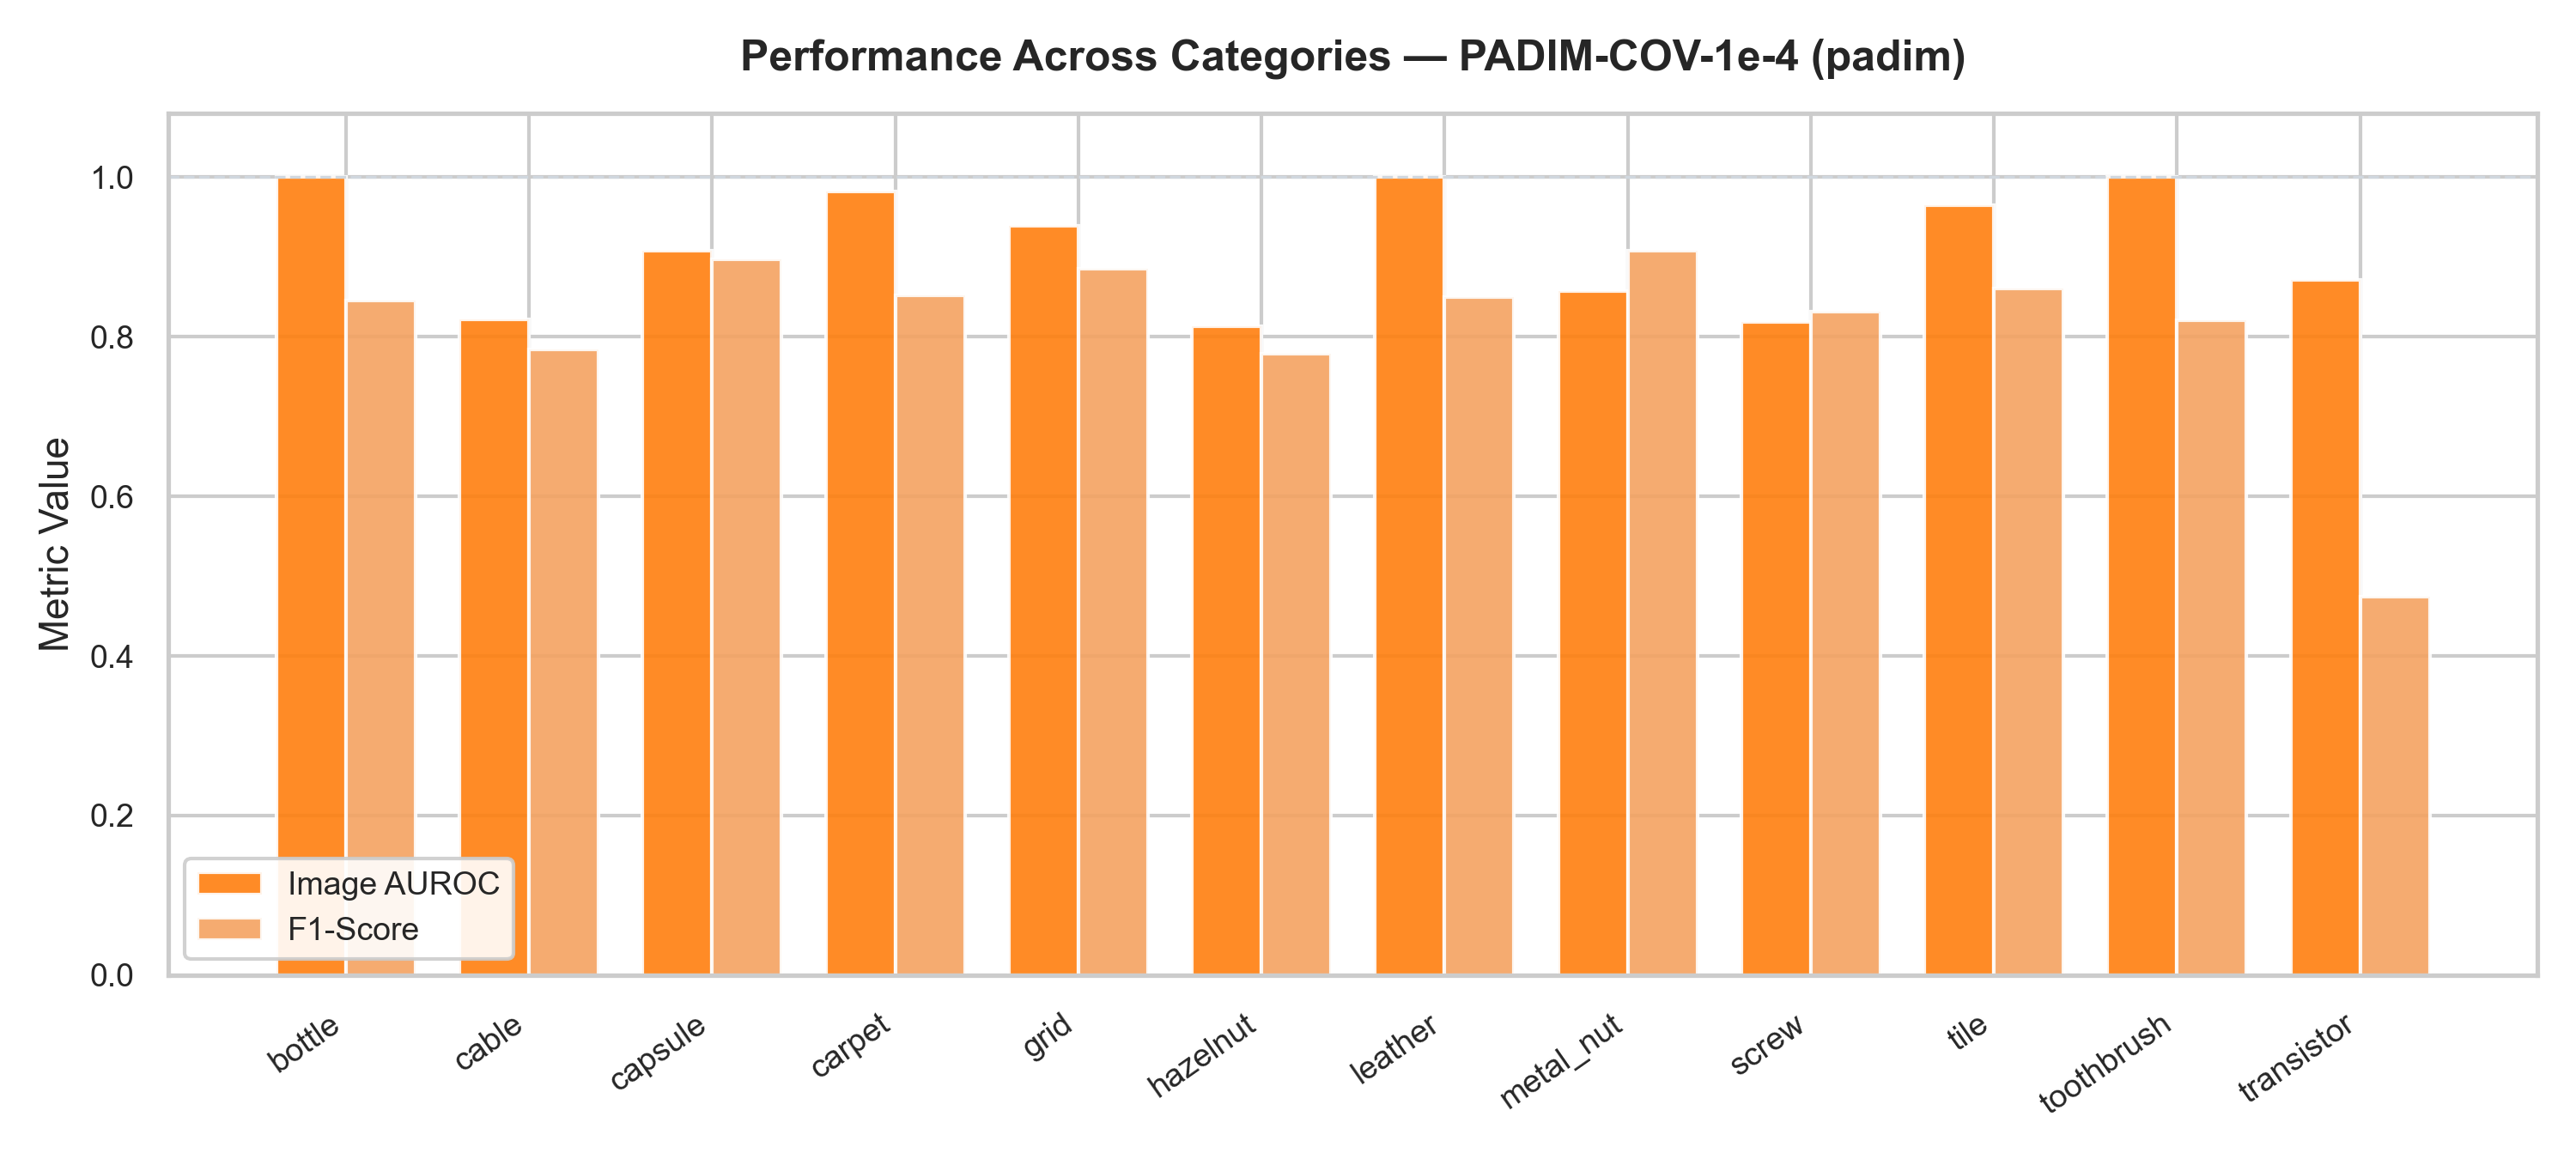 Performance Across Categories — PADIM-COV-1e-4 (padim)
Metric Value
1.0
0.8
0.6
0.4
0.2
0.0
Image AUROC
F1-Score
bottle
cable
capsule
carpet
grid
hazelnut
leather
metal_nut
screw
tile
toothbrush
transistor